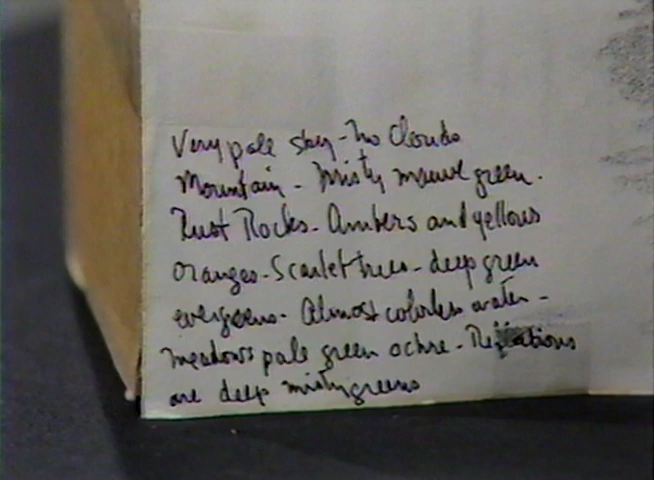 Very pale sky - No Clouds
Mountain - Misty mauve green.
Rust Rocks - Ambers and yellows
oranges - Scarlet trees - deep green
evergreens - Almost colorless water -
meadows pale green ochre - Reflections
are deep misty greens